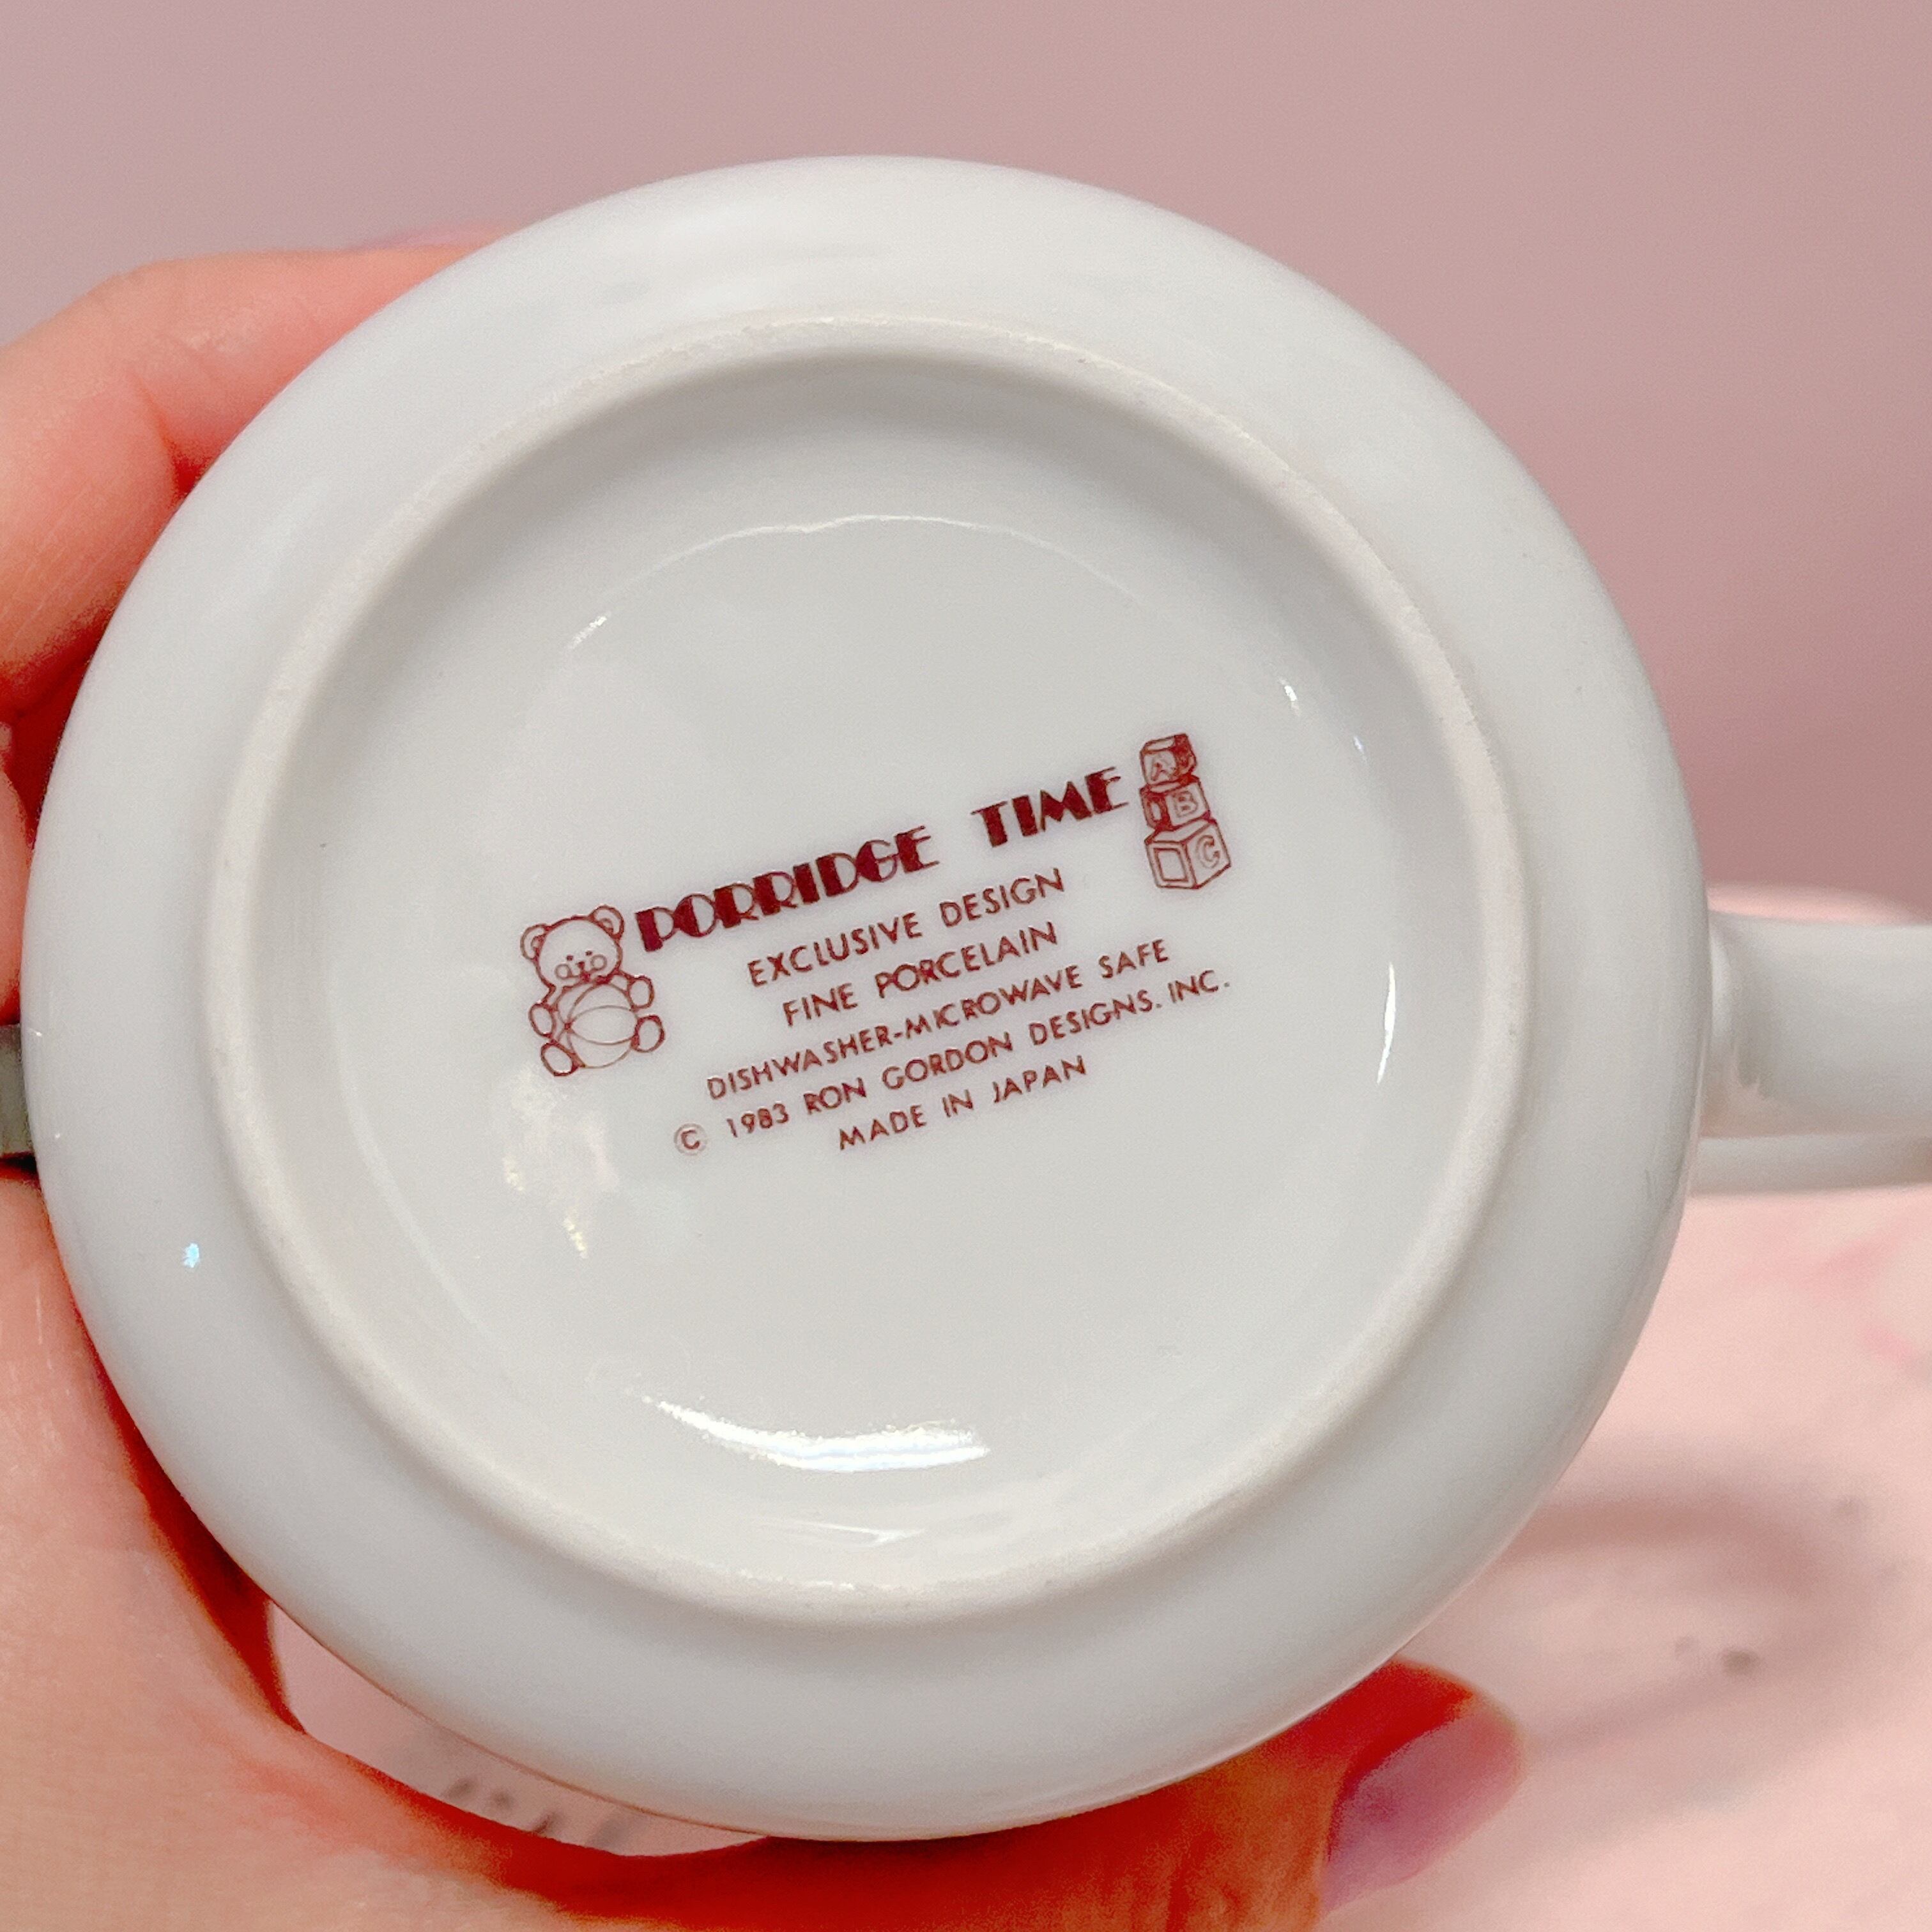 PORRIDGE TIME
EXCLUSIVE DESIGN
FINE PORCELAIN
DISHWASHER-MICROWAVE SAFE
© 1983 RON GORDON DESIGNS. INC.
MADE IN JAPAN
A
B
C